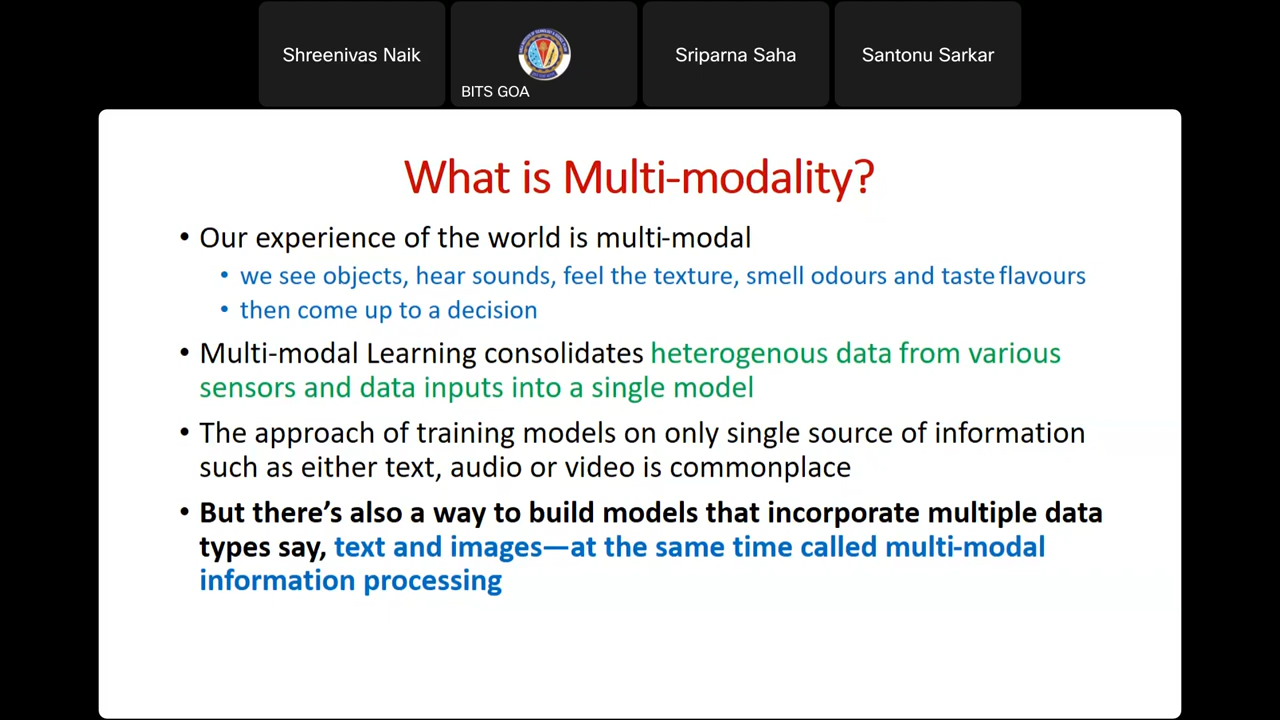 Shreenivas Naik
BITS GOA
Sriparna Saha
Santonu Sarkar
What is Multi-modality?
• Our experience of the world is multi-modal
• we see objects, hear sounds, feel the texture, smell odours and taste flavours
• then come up to a decision
• Multi-modal Learning consolidates heterogenous data from various
sensors and data inputs into a single model
• The approach of training models on only single source of information
such as either text, audio or video is commonplace
• But there's also a way to build models that incorporate multiple data
types say, text and images—at the same time called multi-modal
information processing